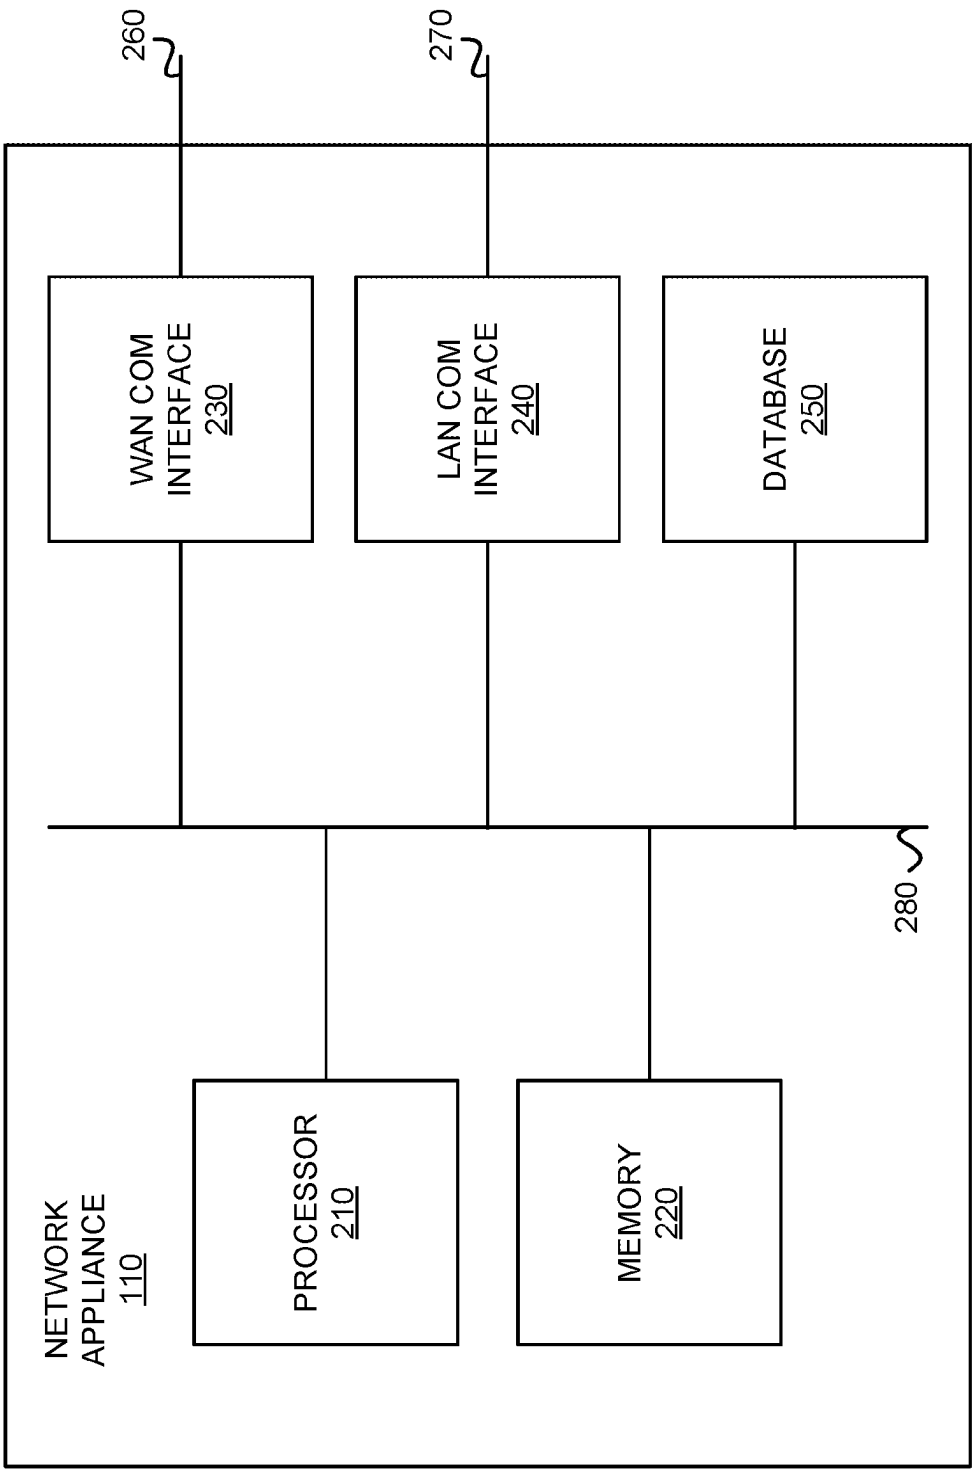 NETWORK
APPLIANCE
110
PROCESSOR
210
MEMORY
220
280
WAN COM
INTERFACE
230
LAN COM
INTERFACE
240
DATABASE
250
260
270